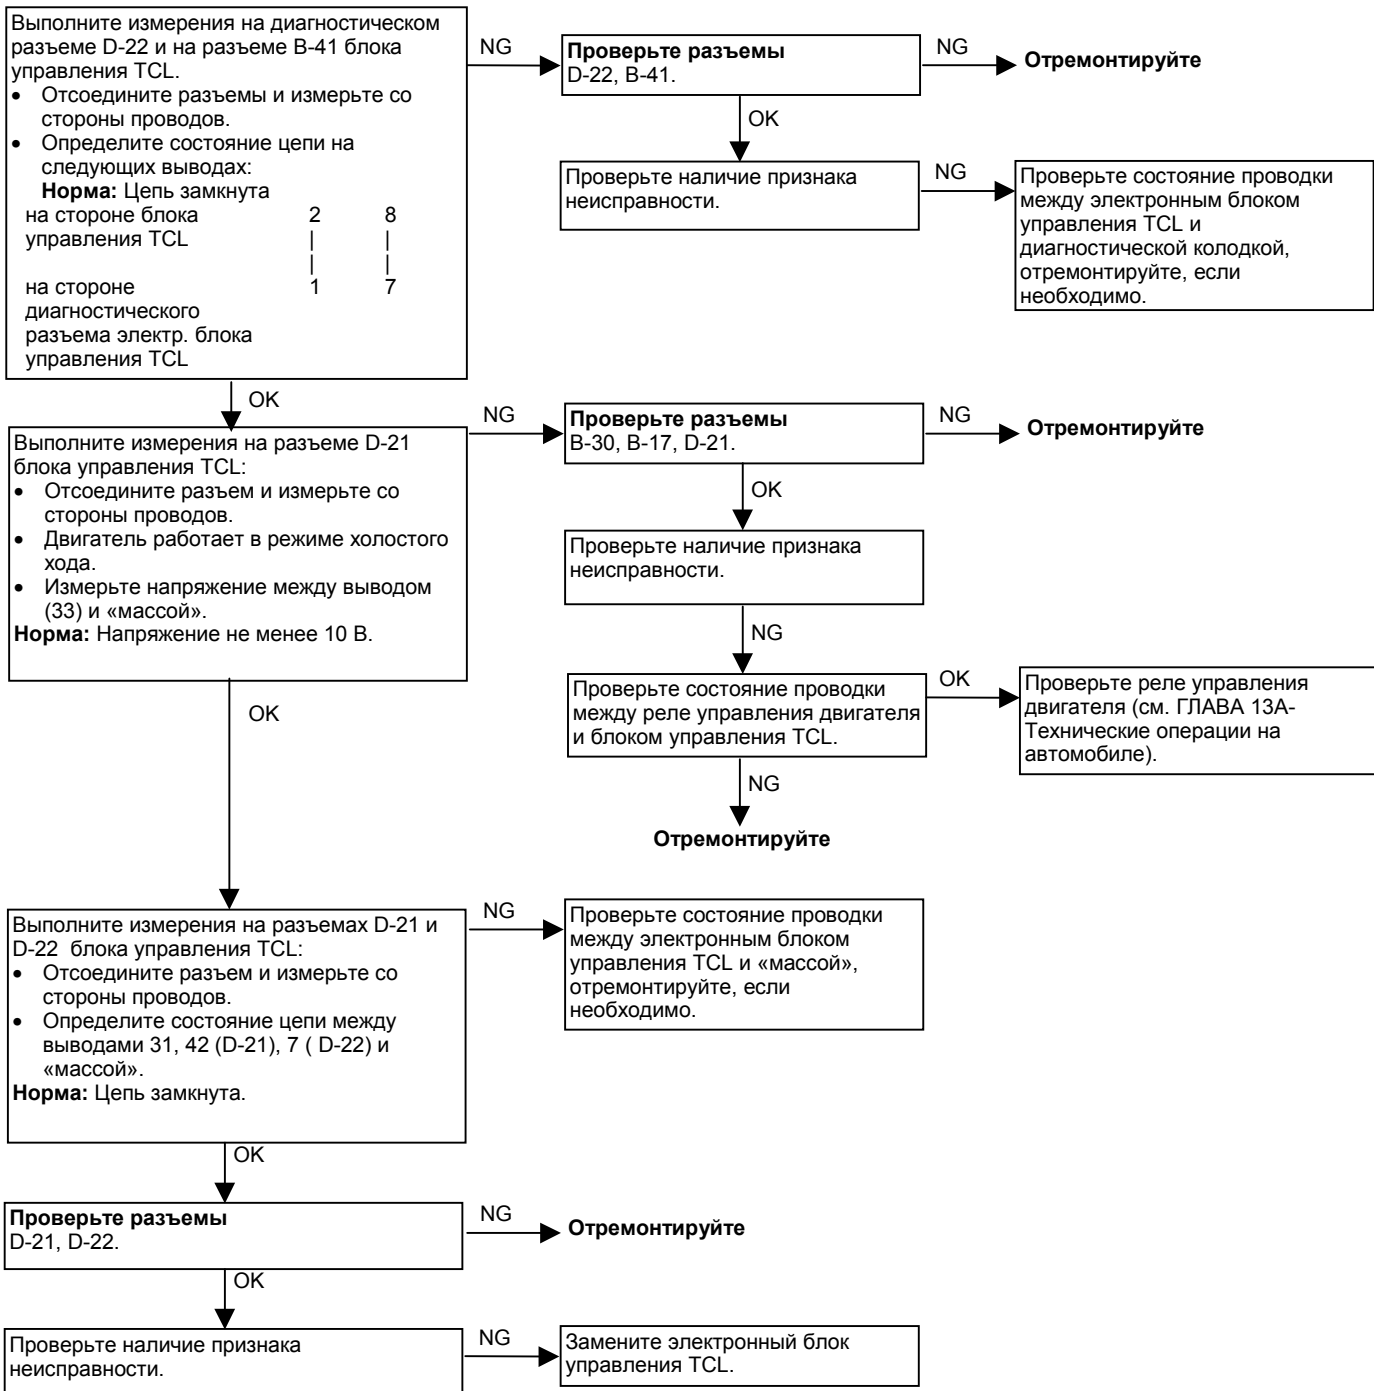 Выполните измерения на диагностическом
разъеме D-22 и на разъеме B-41 блока
управления TCL.
• Отсоедините разъемы и измерьте со
стороны проводов.
• Определите состояние цепи на
следующих выводах:
Норма: Цепь замкнута
на стороне блока 2 8
управления TCL | |
| |
на стороне 1 7
диагностического
разъема электр. блока
управления TCL
NG
Проверьте разъемы
D-22, B-41.
NG
Отремонтируйте
OK
Проверьте наличие признака
неисправности.
NG
Проверьте состояние проводки
между электронным блоком
управления TCL и
диагностической колодкой,
отремонтируйте, если
необходимо.
OK
Выполните измерения на разъеме D-21
блока управления TCL:
• Отсоедините разъем и измерьте со
стороны проводов.
• Двигатель работает в режиме холостого
хода.
• Измерьте напряжение между выводом
(33) и «массой».
Норма: Напряжение не менее 10 В.
NG
Проверьте разъемы
B-30, B-17, D-21.
NG
Отремонтируйте
OK
Проверьте наличие признака
неисправности.
NG
Проверьте состояние проводки
между реле управления двигателя
и блоком управления TCL.
OK
Проверьте реле управления
двигателя (см. ГЛАВА 13А-
Технические операции на
автомобиле).
NG
Отремонтируйте
OK
Выполните измерения на разъемах D-21 и
D-22 блока управления TCL:
• Отсоедините разъем и измерьте со
стороны проводов.
• Определите состояние цепи между
выводами 31, 42 (D-21), 7 ( D-22) и
«массой».
Норма: Цепь замкнута.
NG
Проверьте состояние проводки
между электронным блоком
управления TCL и «массой»,
отремонтируйте, если
необходимо.
OK
Проверьте разъемы
D-21, D-22.
NG
Отремонтируйте
OK
Проверьте наличие признака
неисправности.
NG
Замените электронный блок
управления TCL.